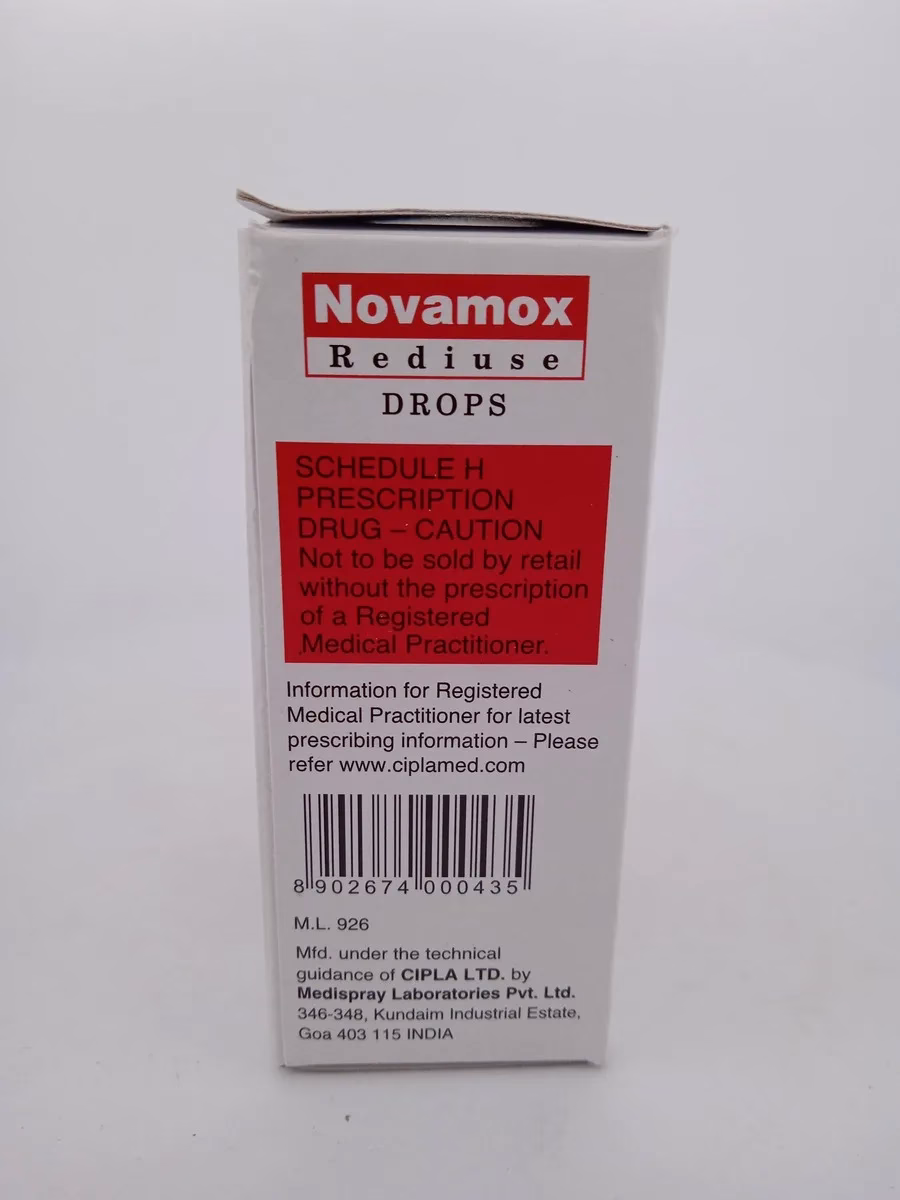 Novamox
Rediuse
DROPS
SCHEDULE H
PRESCRIPTION
DRUG – CAUTION
Not to be sold by retail
without the prescription
of a Registered
Medical Practitioner.
Information for Registered
Medical Practitioner for latest
prescribing information – Please
refer www.ciplamed.com
8 902674 000435
M.L. 926
Mfd. under the technical
guidance of CIPLA LTD. by
Medispray Laboratories Pvt. Ltd.
346-348, Kundaim Industrial Estate,
Goa 403 115 INDIA